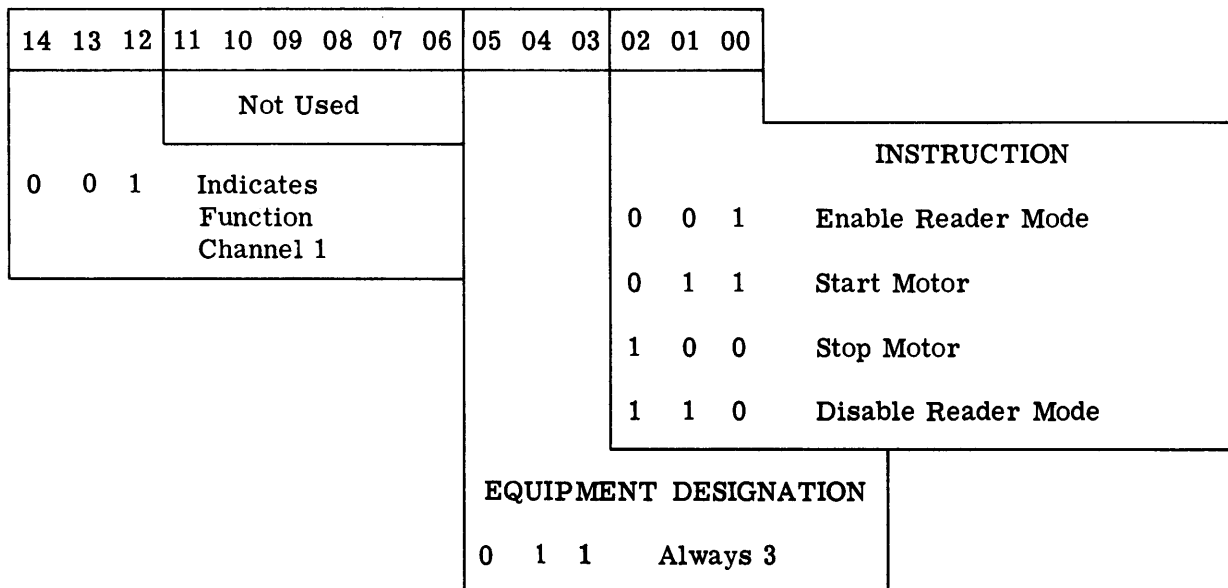 14 13 12 11 10 09 08 07 06 05 04 03 02 01 00
Not Used
INSTRUCTION
0 0 1 Indicates
Function
Channel 1
0 0 1 Enable Reader Mode
0 1 1 Start Motor
1 0 0 Stop Motor
1 1 0 Disable Reader Mode
EQUIPMENT DESIGNATION
0 1 1 Always 3